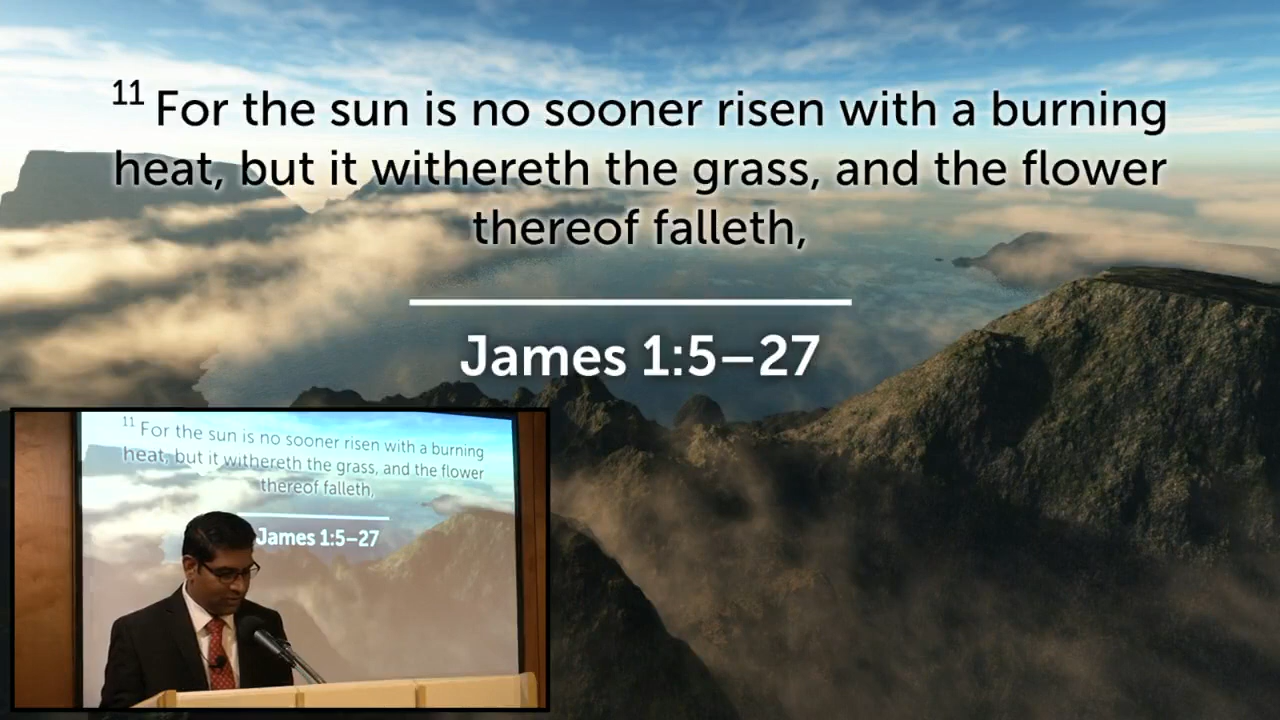 11 For the sun is no sooner risen with a burning
heat, but it withereth the grass, and the flower
thereof falleth,
James 1:5–27
11 For the sun is no sooner risen with a burning
heat, but it withereth the grass, and the flower
thereof falleth,
James 1:5–27